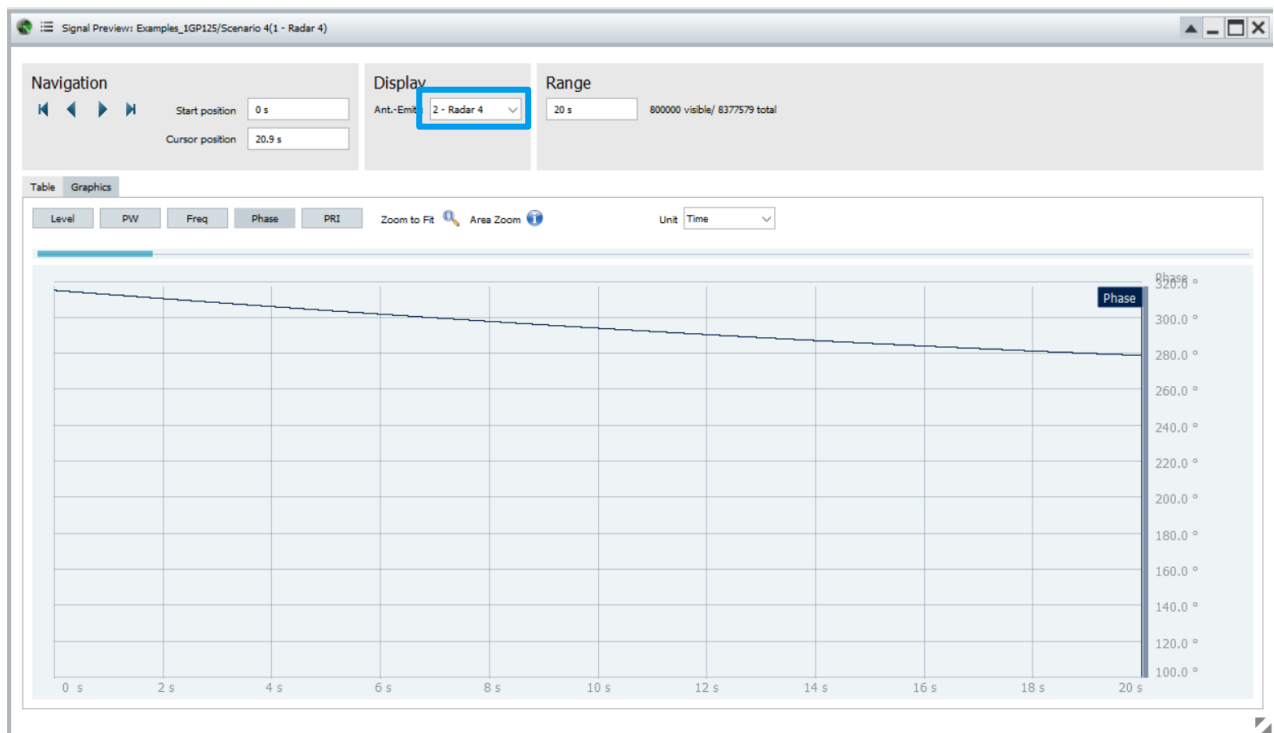 Signal Preview: Examples_1GP125/Scenario 4(1 - Radar 4)
Navigation
Display
Range
Start position
0 s
Ant.-Emit
2 - Radar 4
20 s
800000 visible/ 8377579 total
Cursor position
20.9 s
Table
Graphics
Level
PW
Freq
Phase
PRI
Zoom to Fit
Area Zoom
Unit
Time
Phase
320.0 °
Phase
300.0 °
280.0 °
260.0 °
240.0 °
220.0 °
200.0 °
180.0 °
160.0 °
140.0 °
120.0 °
100.0 °
0 s
2 s
4 s
6 s
8 s
10 s
12 s
14 s
16 s
18 s
20 s